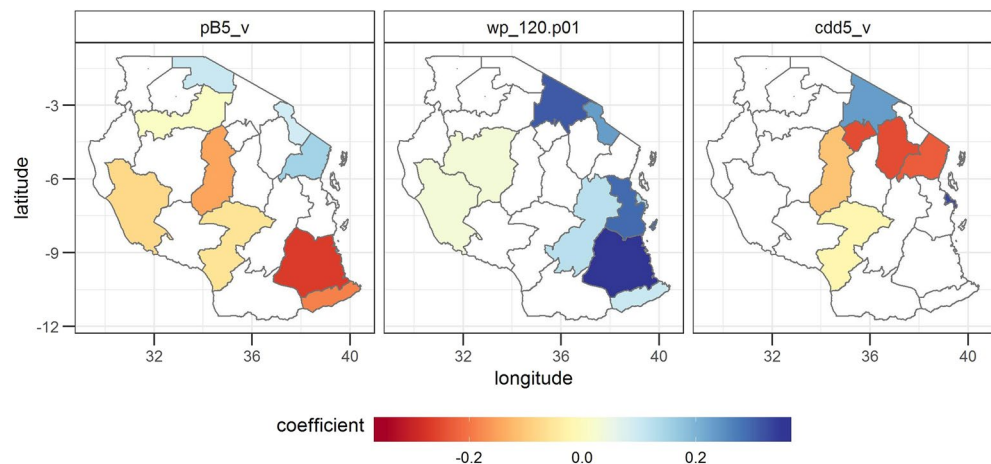 pB5_v wp_120.p01 cdd5_v
latitude
-3
-6
-9
-12
32 36 40 32 36 40 32 36 40
longitude
coefficient
-0.2 0.0 0.2